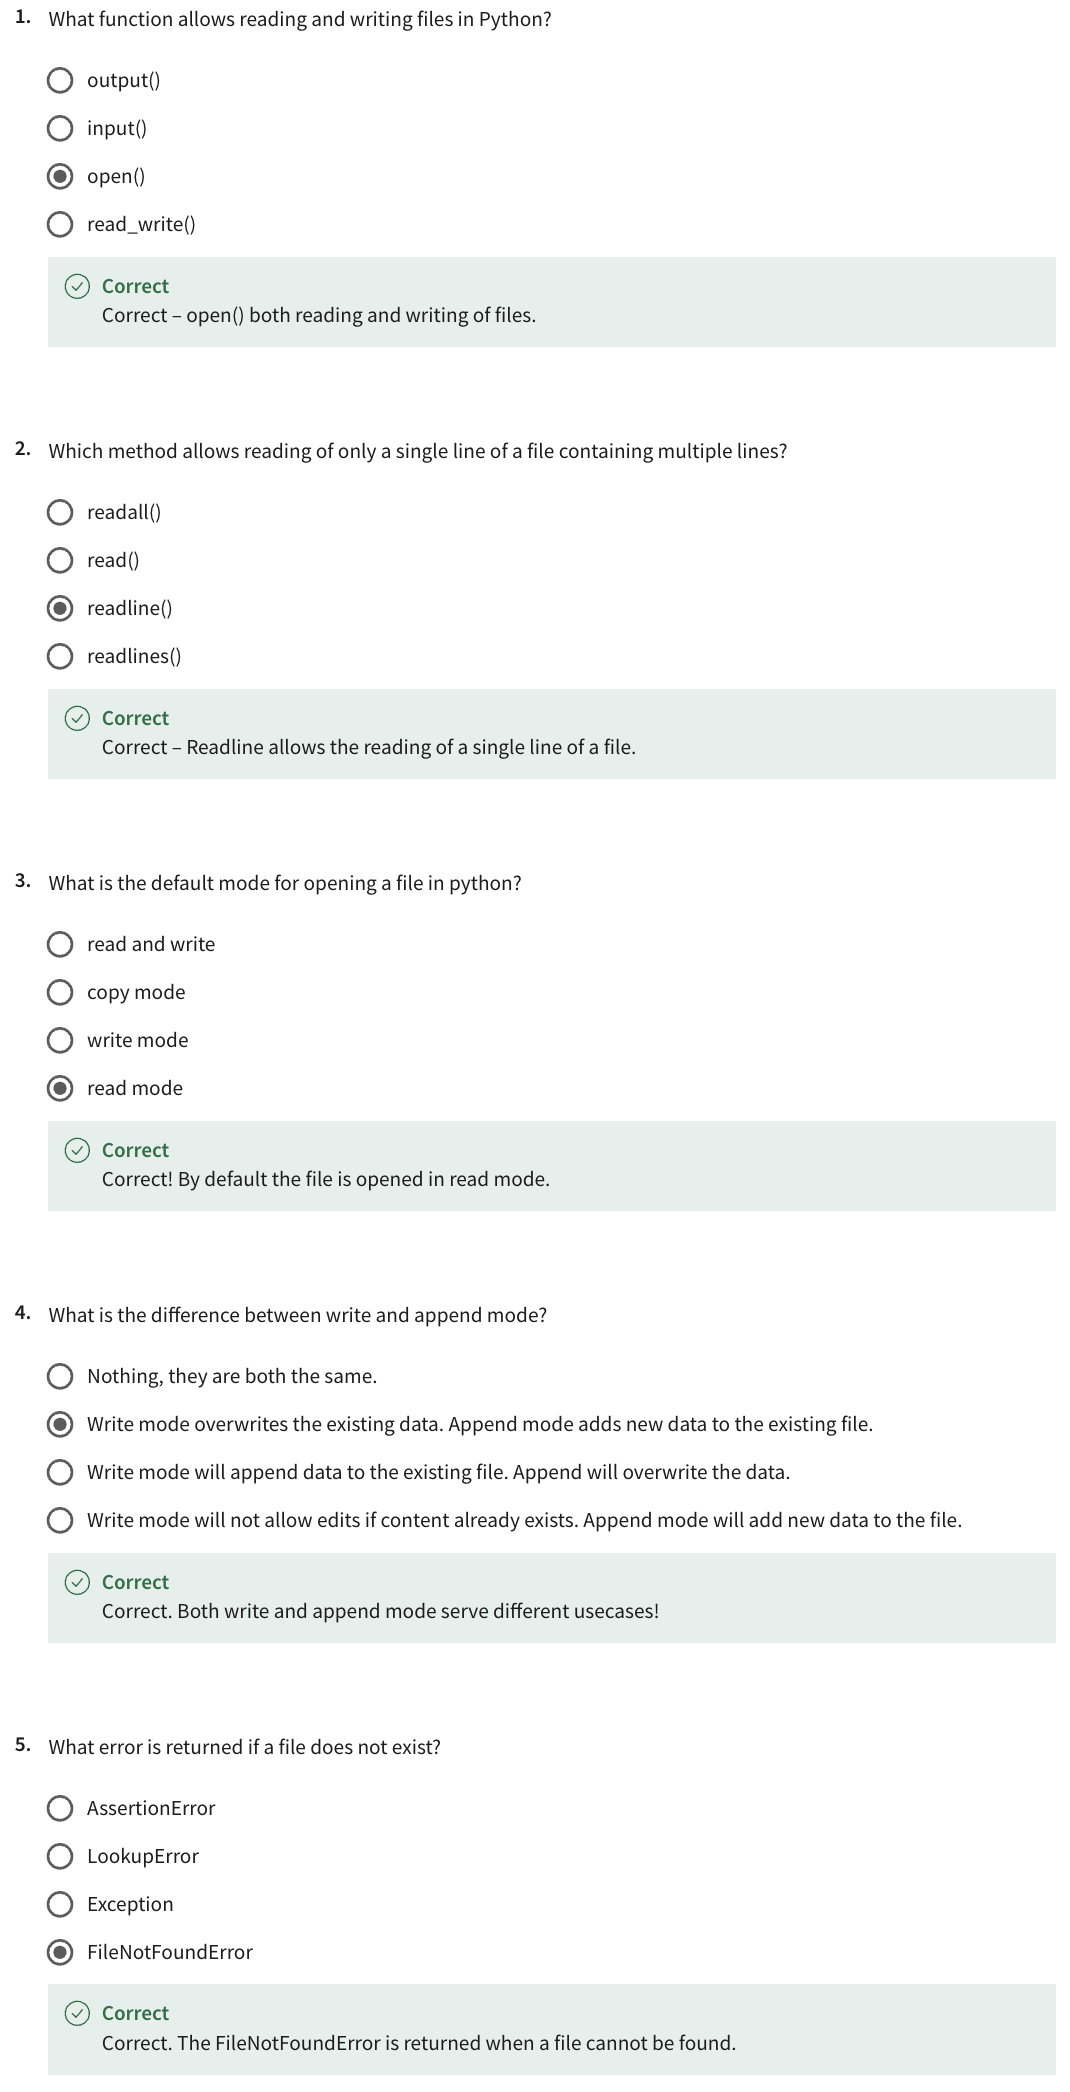 1. What function allows reading and writing files in Python?
output()
input()
open()
read_write()
Correct
Correct – open() both reading and writing of files.
2. Which method allows reading of only a single line of a file containing multiple lines?
readall()
read()
readline()
readlines()
Correct
Correct – Readline allows the reading of a single line of a file.
3. What is the default mode for opening a file in python?
read and write
copy mode
write mode
read mode
Correct
Correct! By default the file is opened in read mode.
4. What is the difference between write and append mode?
Nothing, they are both the same.
Write mode overwrites the existing data. Append mode adds new data to the existing file.
Write mode will append data to the existing file. Append will overwrite the data.
Write mode will not allow edits if content already exists. Append mode will add new data to the file.
Correct
Correct. Both write and append mode serve different usecases!
5. What error is returned if a file does not exist?
AssertionError
LookupError
Exception
FileNotFoundError
Correct
Correct. The FileNotFoundError is returned when a file cannot be found.